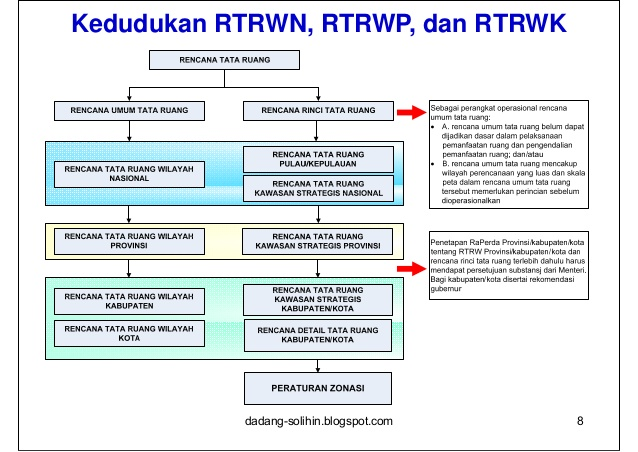 Kedudukan RTRWN, RTRWP, dan RTRWK
RENCANA TATA RUANG
RENCANA UMUM TATA RUANG
RENCANA RINCI TATA RUANG
Sebagai perangkat operasional rencana
umum tata ruang:
• A. rencana umum tata ruang belum dapat
dijadikan dasar dalam pelaksanaan
pemanfaatan ruang dan pengendalian
pemanfaatan ruang; dan/atau
• B. rencana umum tata ruang mencakup
wilayah perencanaan yang luas dan skala
peta dalam rencana umum tata ruang
tersebut memerlukan perincian sebelum
dioperasionalkan
RENCANA TATA RUANG WILAYAH
NASIONAL
RENCANA TATA RUANG
PULAU/KEPULAUAN
RENCANA TATA RUANG
KAWASAN STRATEGIS NASIONAL
RENCANA TATA RUANG WILAYAH
PROVINSI
RENCANA TATA RUANG
KAWASAN STRATEGIS PROVINSI
Penetapan RaPerda Provinsi/kabupaten/kota
tentang RTRW Provinsi/kabupaten/kota dan
rencana rinci tata ruang terlebih dahulu harus
mendapat persetujuan substansj dari Menteri.
Bagi kabupaten/kota disertai rekomendasi
gubernur
RENCANA TATA RUANG WILAYAH
KABUPATEN
RENCANA TATA RUANG
KAWASAN STRATEGIS
KABUPATEN/KOTA
RENCANA TATA RUANG WILAYAH
KOTA
RENCANA DETAIL TATA RUANG
KABUPATEN/KOTA
PERATURAN ZONASI
dadang-solihin.blogspot.com
8